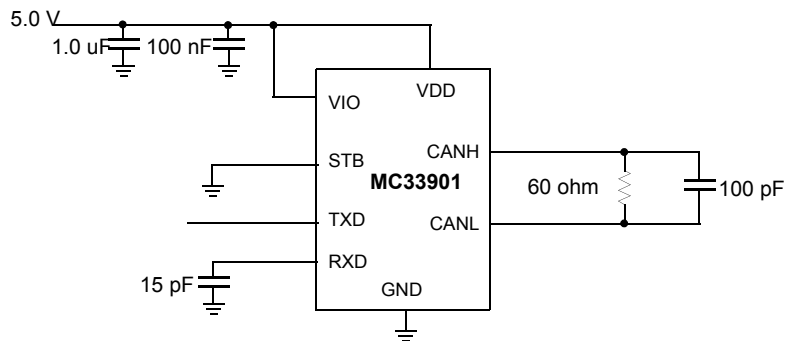 5.0 V
1.0 uF
100 nF
VDD
VIO
STB
CANH
MC33901
60 ohm
100 pF
TXD
CANL
RXD
15 pF
GND